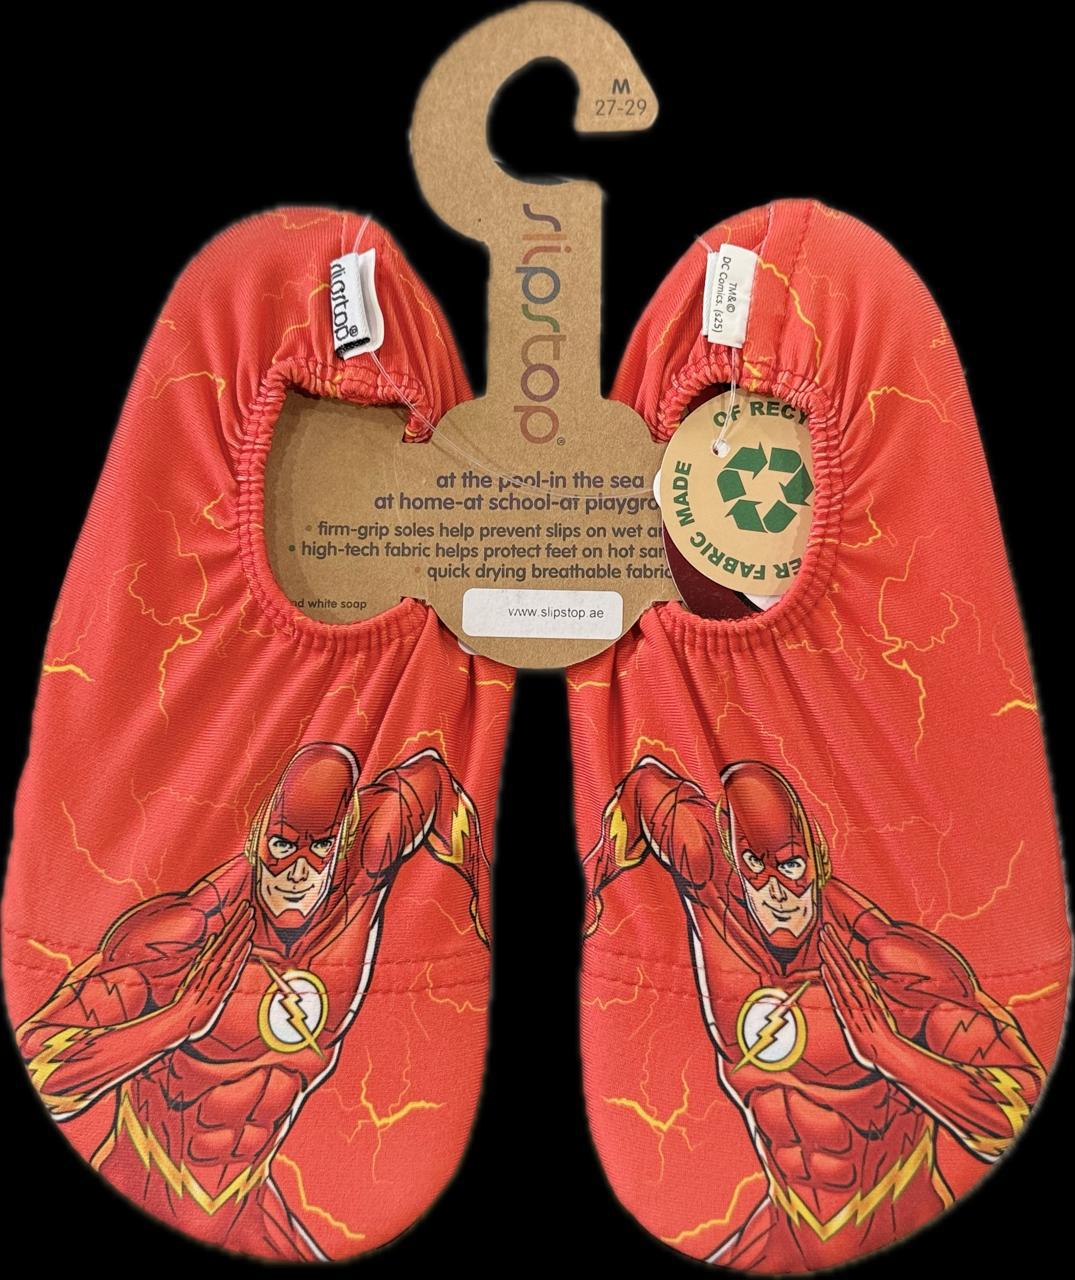 M
27-29
slipstop®
slipstop®
TM& ©
DC Comics. (s25)
at the pool-in the sea
at home-at school-at playgro
• firm-grip soles help prevent slips on wet ar
• high-tech fabric helps protect feet on hot sar
• quick drying breathable fabric
nd white soap
www.slipstop.ae
OF RECY
ER FABRIC MADE